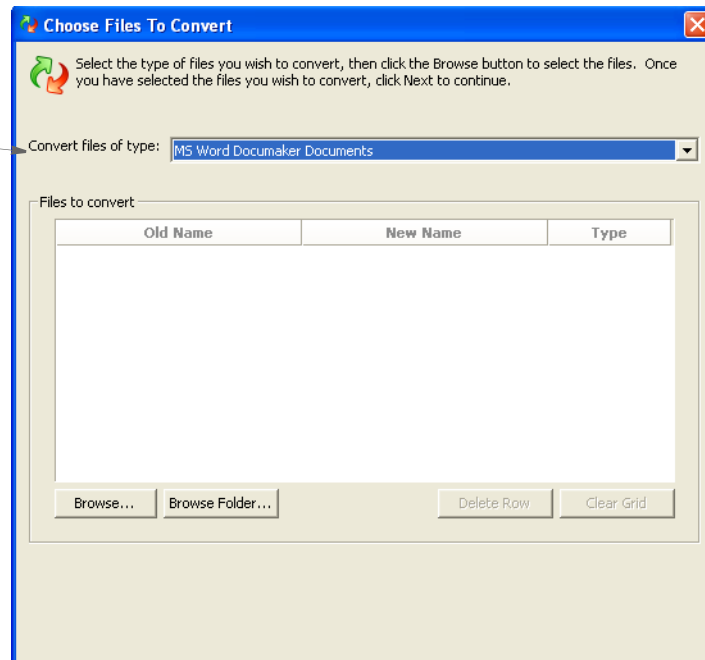 Choose Files To Convert
Select the type of files you wish to convert, then click the Browse button to select the files. Once
you have selected the files you wish to convert, click Next to continue.
Convert files of type: MS Word Documaker Documents
Files to convert
Old Name New Name Type
Browse... Browse Folder... Delete Row Clear Grid